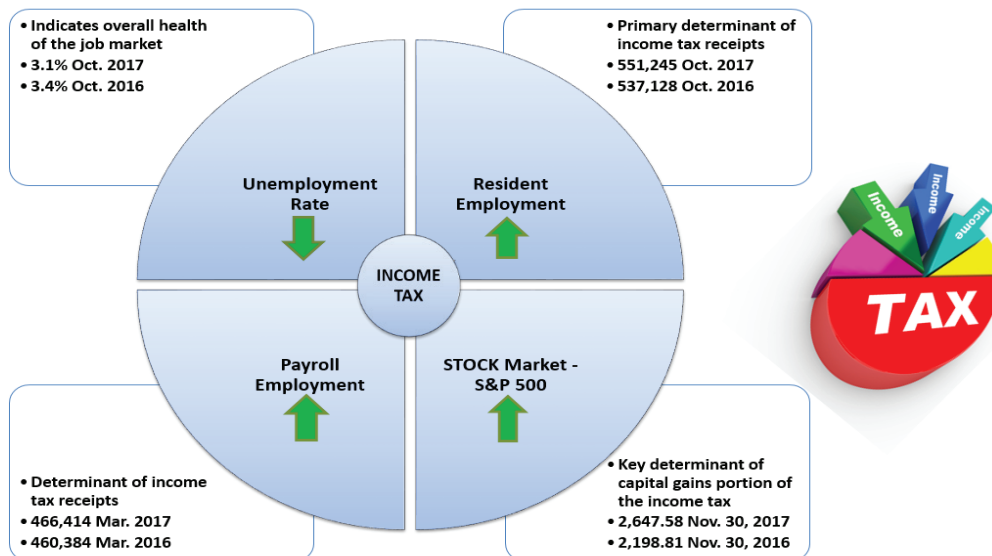 • Indicates overall health
of the job market
• 3.1% Oct. 2017
• 3.4% Oct. 2016
• Primary determinant of
income tax receipts
• 551,245 Oct. 2017
• 537,128 Oct. 2016
Unemployment
Rate
Resident
Employment
INCOME
TAX
Payroll
Employment
STOCK Market -
S&P 500
• Determinant of income
tax receipts
• 466,414 Mar. 2017
• 460,384 Mar. 2016
• Key determinant of
capital gains portion
of the income tax
• 2,647.58 Nov. 30, 2017
• 2,198.81 Nov. 30, 2016
Income
Income
Income
TAX